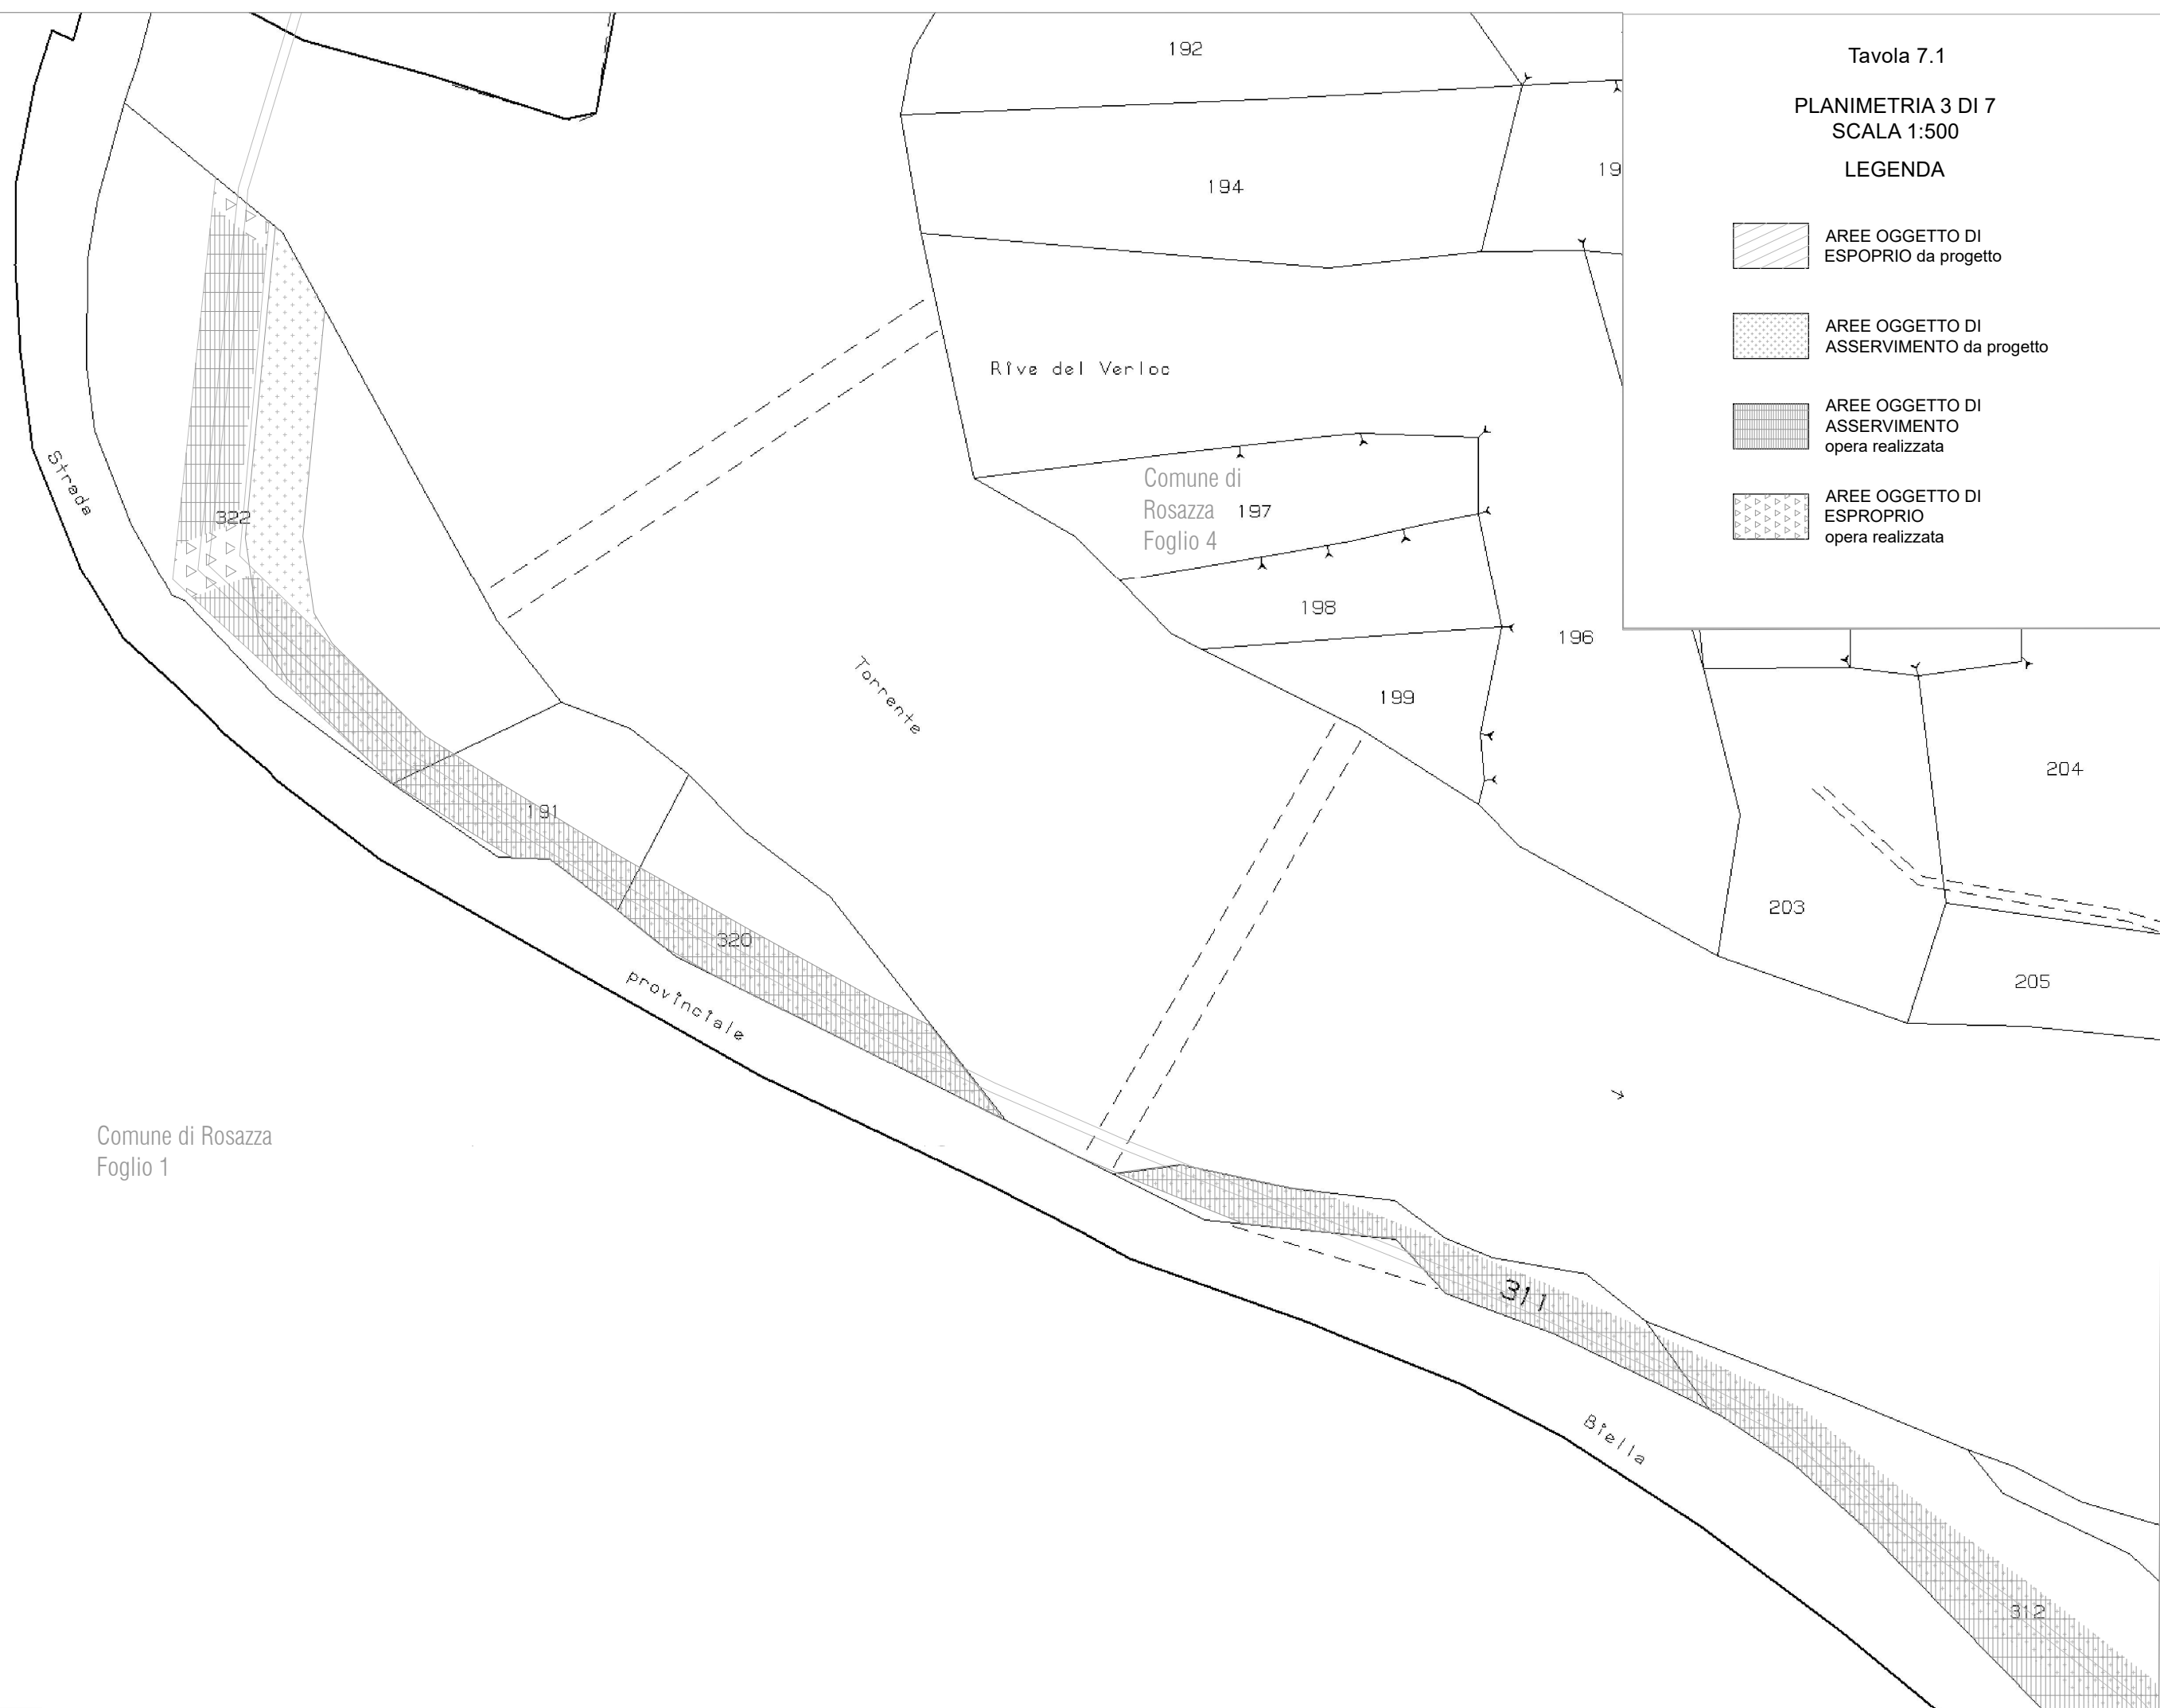 Tavola 7.1
PLANIMETRIA 3 DI 7
SCALA 1:500
LEGENDA
AREE OGGETTO DI
ESPOPRIO da progetto
AREE OGGETTO DI
ASSERVIMENTO da progetto
AREE OGGETTO DI
ASSERVIMENTO
opera realizzata
AREE OGGETTO DI
ESPROPRIO
opera realizzata
192
194
19
Rive del Verloc
Comune di
Rosazza
Foglio 4
197
198
196
199
204
203
205
Strada
322
Torrente
191
320
provinciale
Comune di Rosazza
Foglio 1
311
Biella
312